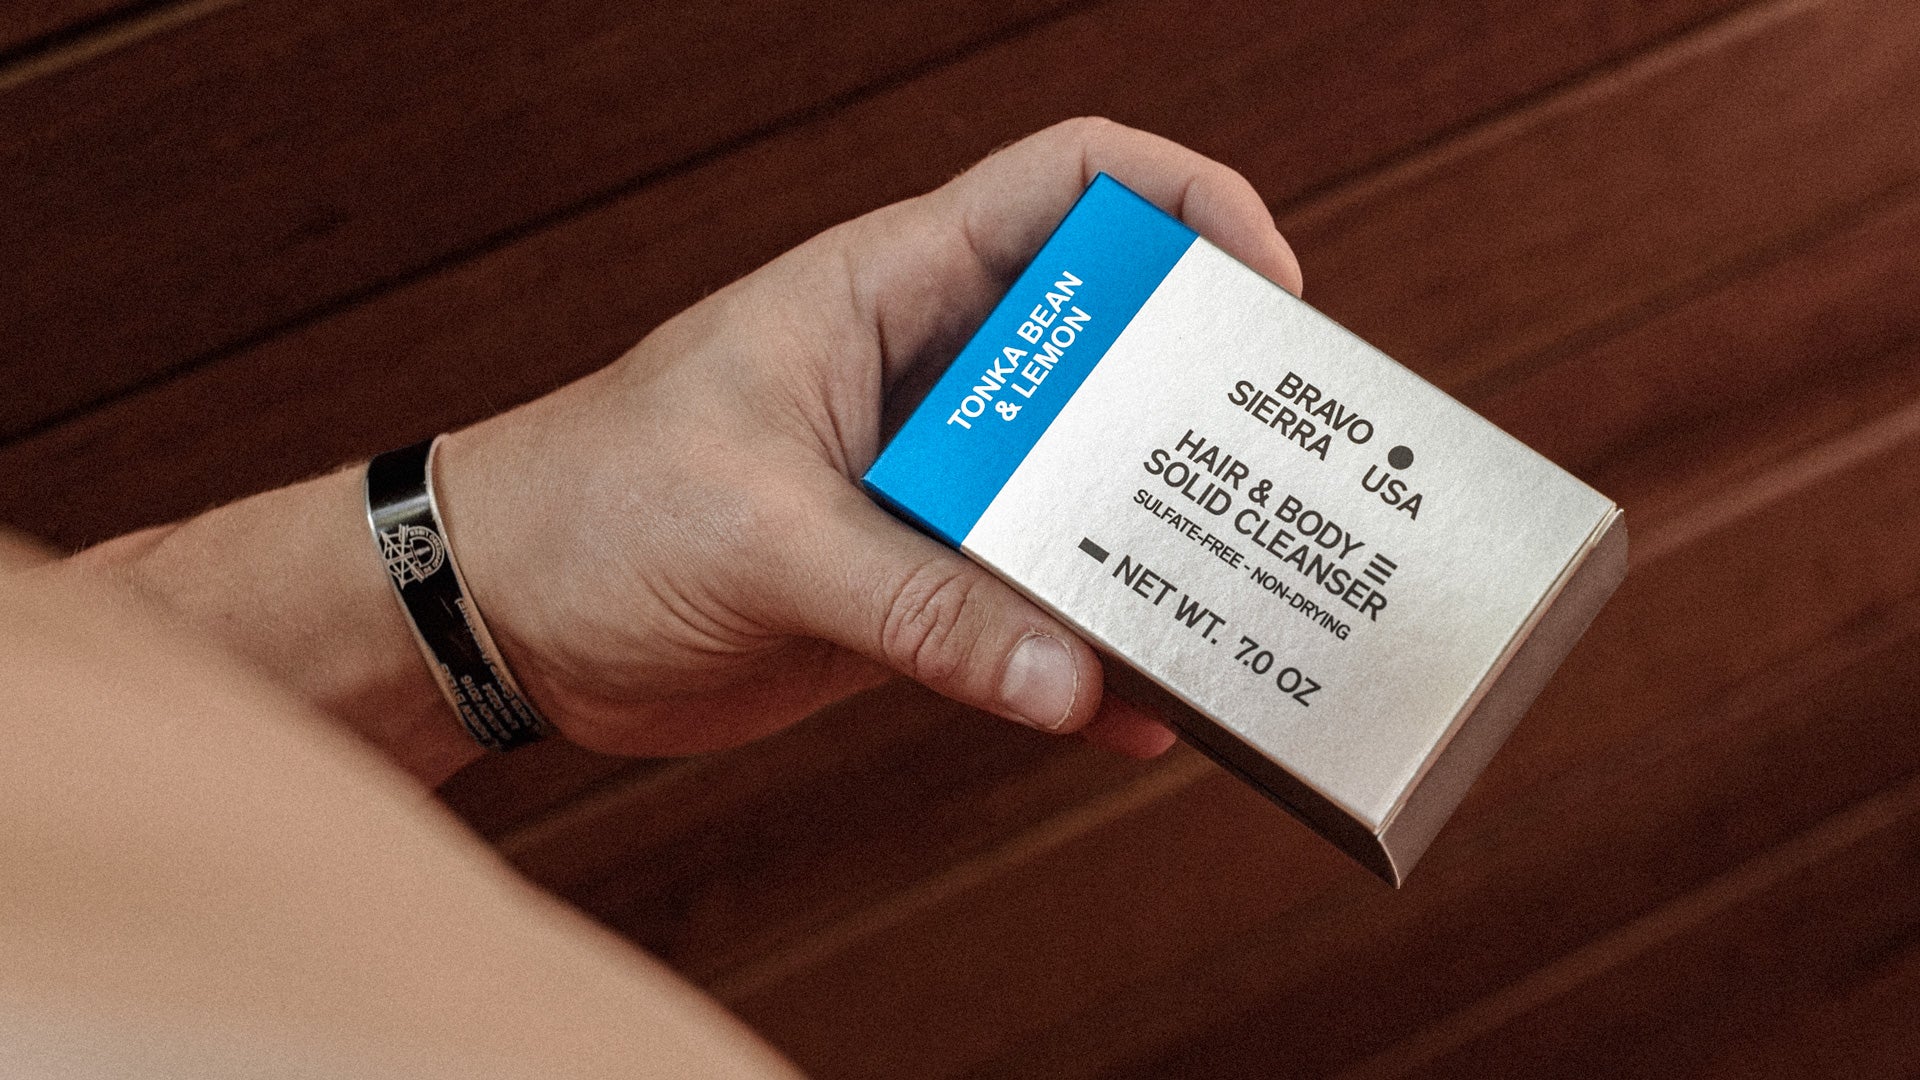 TONKA BEAN
& LEMON
BRAVO
SIERRA
USA
HAIR & BODY
SOLID CLEANSER
SULFATE-FREE - NON-DRYING
NET WT. 7.0 OZ